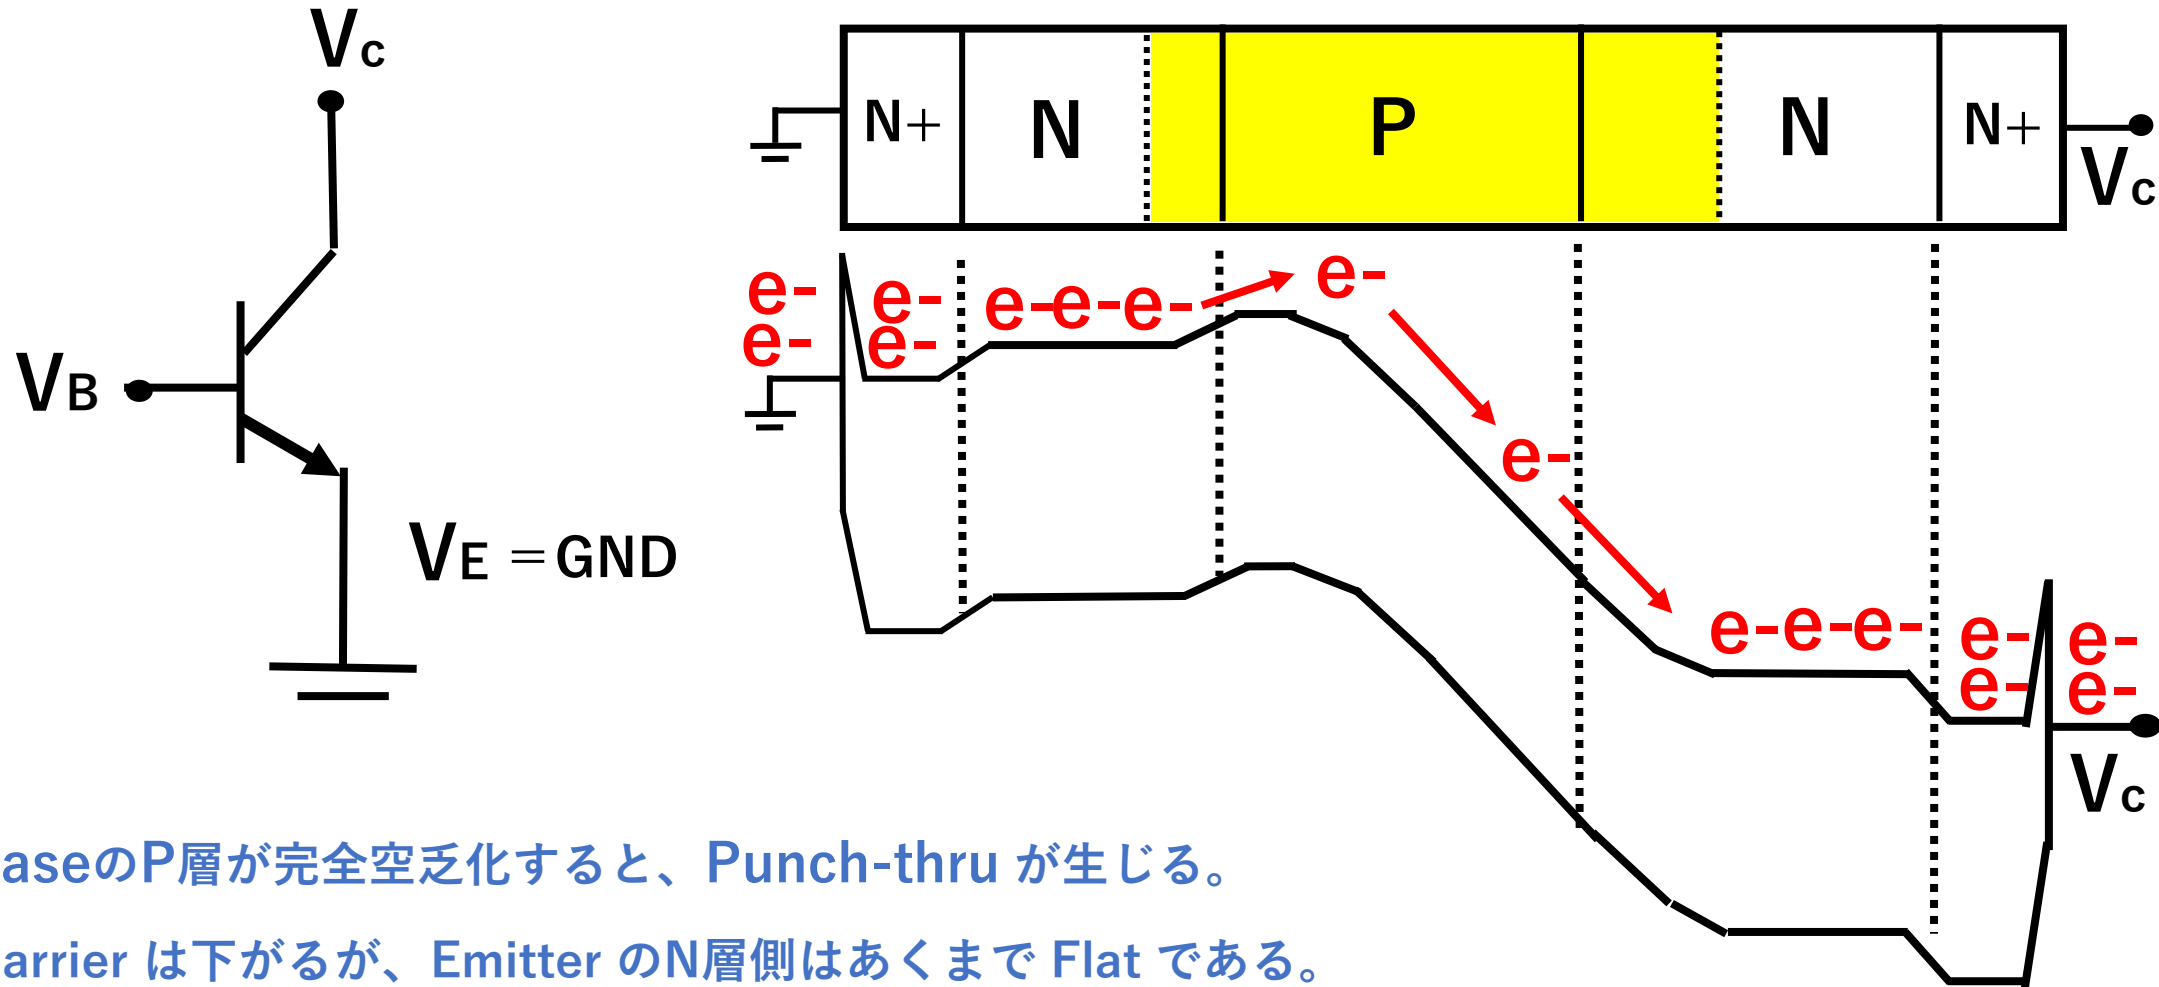 Vc
VB
VE =GND
N+ N P N N+
Vc
e- e- e-e-e- e-
e- e-
e-
e-e-e- e- e-
e- e-
Vc
aseのP層が完全空乏化すると、Punch-thru が生じる。
arrier は下がるが、Emitter のN層側はあくまで Flat である。